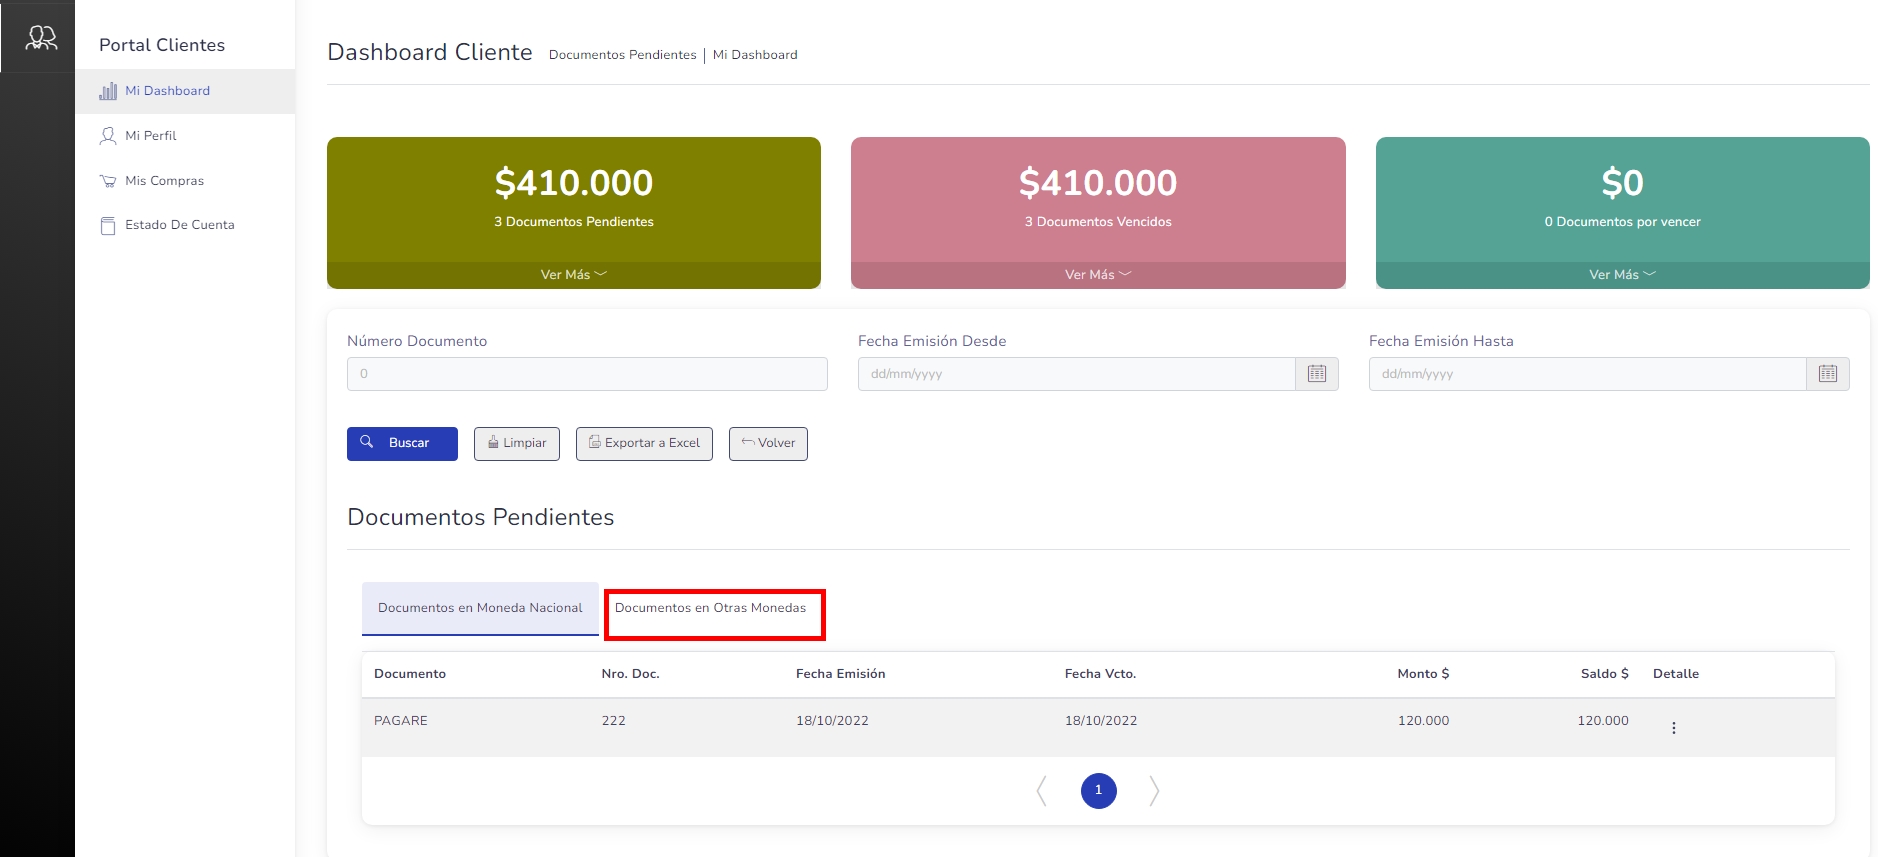 Portal Clientes
Mi Dashboard
Mi Perfil
Mis Compras
Estado De Cuenta
Dashboard Cliente Documentos Pendientes | Mi Dashboard
$410.000
3 Documentos Pendientes
Ver Más
$410.000
3 Documentos Vencidos
Ver Más
$0
0 Documentos por vencer
Ver Más
Número Documento
0
Fecha Emisión Desde
dd/mm/yyyy
Fecha Emisión Hasta
dd/mm/yyyy
Buscar Limpiar Exportar a Excel Volver
Documentos Pendientes
Documentos en Moneda Nacional Documentos en Otras Monedas
Documento Nro. Doc. Fecha Emisión Fecha Vcto. Monto $ Saldo $ Detalle
PAGARE 222 18/10/2022 18/10/2022 120.000 120.000
1